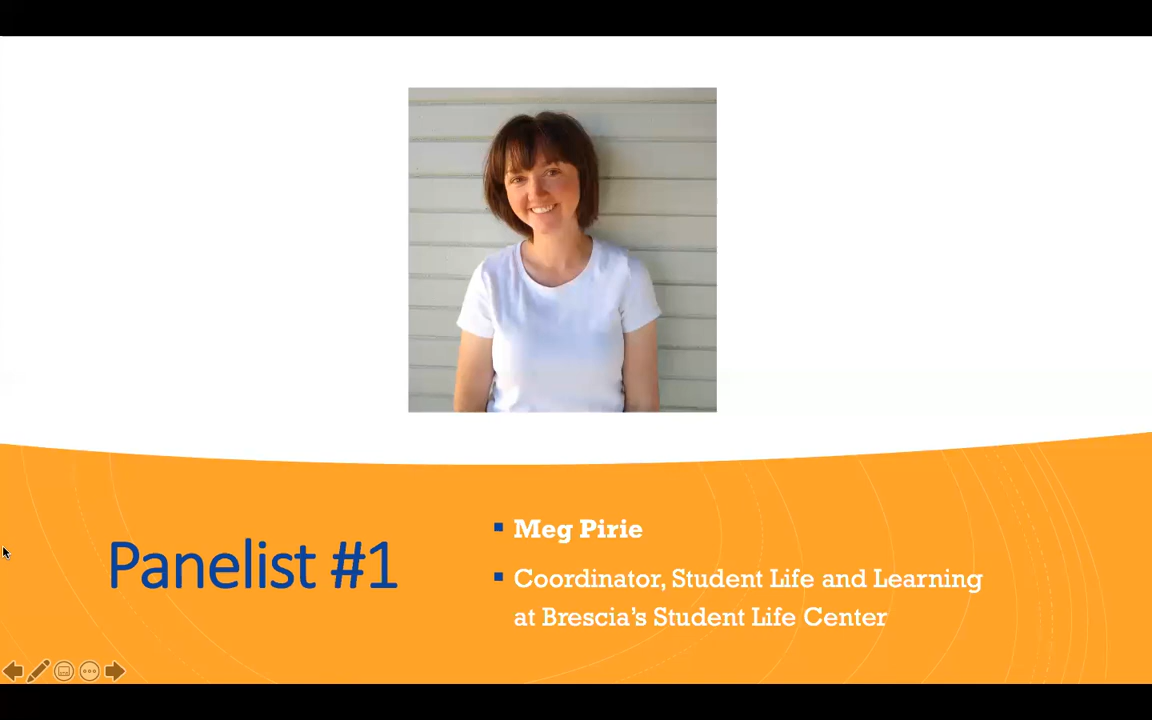 Panelist #1
Meg Pirie
Coordinator, Student Life and Learning
at Brescia's Student Life Center